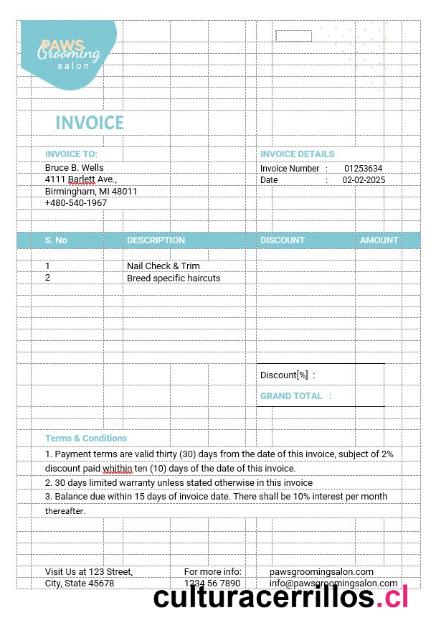 PAWS
Grooming
salon
INVOICE
INVOICE TO:
Bruce B. Wells
4111 Barlett Ave.,
Birmingham, MI 48011
+480-540-1967
INVOICE DETAILS
Invoice Number : 01253634
Date : 02-02-2025
S. No DESCRIPTION DISCOUNT AMOUNT
1 Nail Check & Trim
2 Breed specific haircuts
Discount[%] :
GRAND TOTAL :
Terms & Conditions
1. Payment terms are valid thirty (30) days from the date of this invoice, subject of 2%
discount paid whithin ten (10) days of the date of this invoice.
2. 30 days limited warranty unless stated otherwise in this invoice
3. Balance due within 15 days of invoice date. There shall be 10% interest per month
thereafter.
Visit Us at 123 Street, For more info: pawsgroomingsalon.com
City, State 45678 1234 56 7890 info@pawsgroomingsalon.com
culturacerrillos.cl